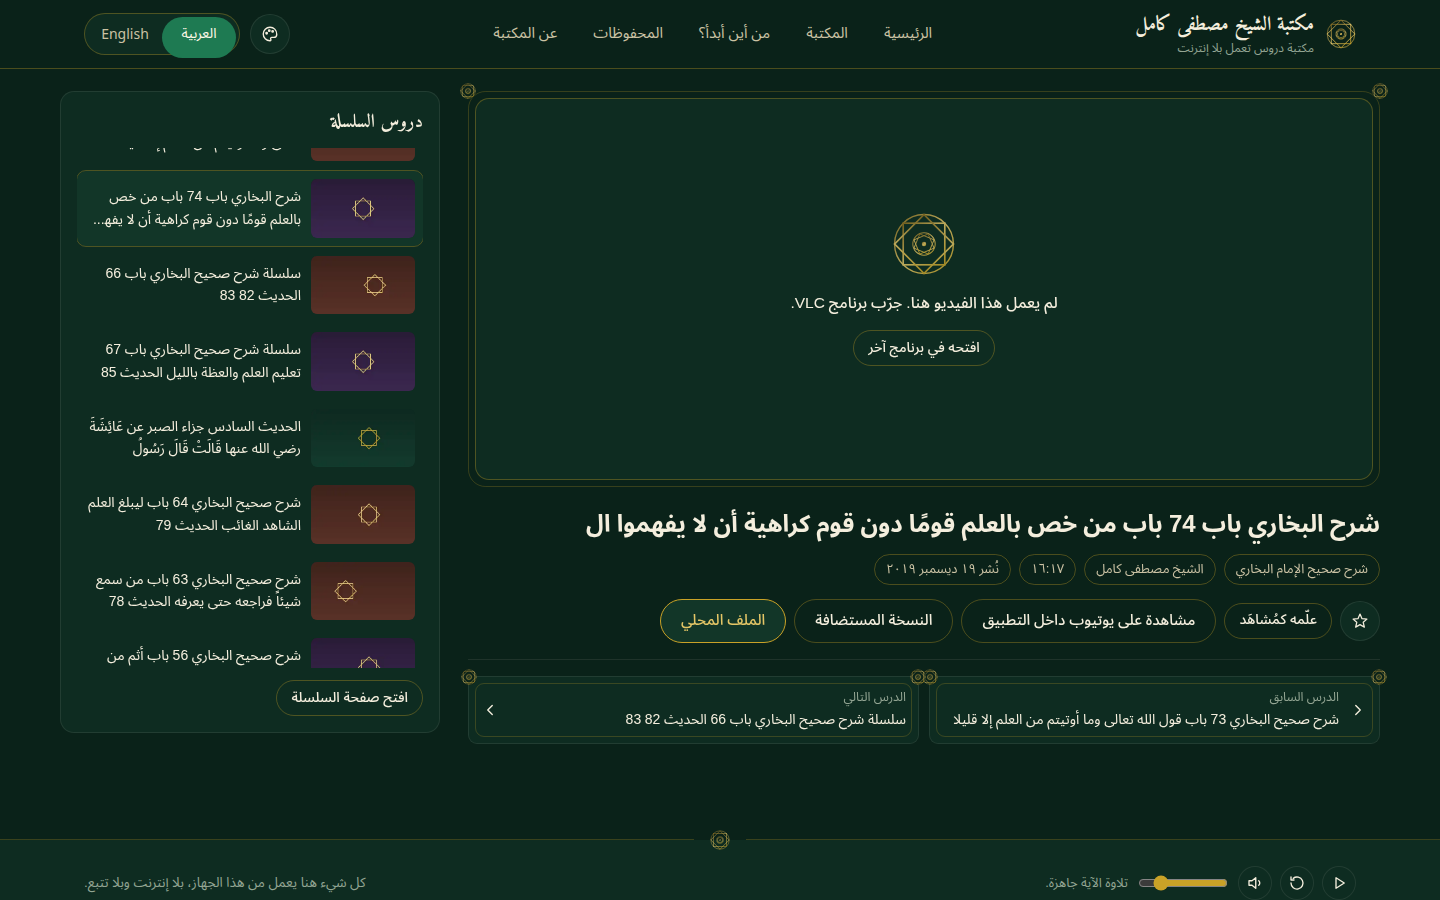 مكتبة الشيخ مصطفى كامل
مكتبة دروس تعمل بلا إنترنت
الرئيسية
المكتبة
من أين أبدأ؟
المحفوظات
عن المكتبة
العربية
English
لم يعمل هذا الفيديو هنا. جرّب برنامج VLC.
افتحه في برنامج آخر
شرح البخاري باب 74 باب من خص بالعلم قومًا دون قوم كراهية أن لا يفهموا ال
شرح صحيح الإمام البخاري
الشيخ مصطفى كامل
١٦:١٧
نُشر ١٩ ديسمبر ٢٠١٩
علّمه كمُشاهَد
مشاهدة على يوتيوب داخل التطبيق
النسخة المستضافة
الملف المحلي
الدرس السابق
شرح صحيح البخاري 73 باب قول الله تعالى وما أوتيتم من العلم إلا قليلا
الدرس التالي
سلسلة شرح صحيح البخاري باب 66 الحديث 82 83
دروس السلسلة
شرح البخاري باب 74 باب من خص
بالعلم قومًا دون قوم كراهية أن لا يفهـ...
سلسلة شرح صحيح البخاري باب 66
الحديث 82 83
سلسلة شرح صحيح البخاري باب 67
تعليم العلم والعظة بالليل الحديث 85
الحديث السادس جزاء الصبر عن عَائِشَةَ
رضي الله عنها قَالَتْ قَالَ رَسُولُ
شرح صحيح البخاري 64 باب ليبلغ العلم
الشاهد الغائب الحديث 79
شرح صحيح البخاري 63 باب من سمع
شيئاً فراجعه حتى يعرفه الحديث 78
شرح صحيح البخاري 56 باب أثم من
افتح صفحة السلسلة
تلاوة الآية جاهزة.
كل شيء هنا يعمل من هذا الجهاز، بلا إنترنت وبلا تتبع.